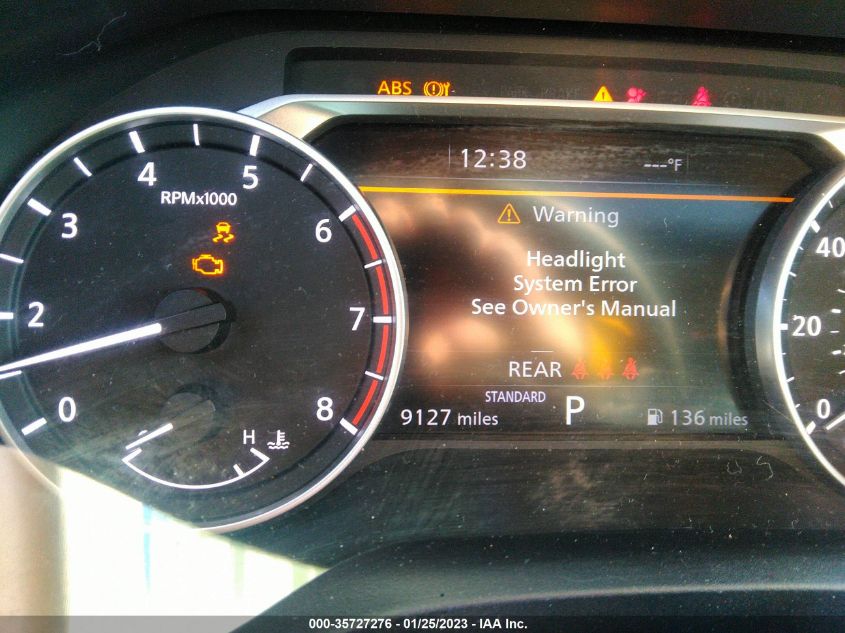 ABS
12:38
---°F
Warning
Headlight
System Error
See Owner's Manual
REAR
STANDARD
9127 miles
P
136 miles
RPMx1000
0
2
3
4
5
6
7
8
H
40
20
0
000-35727276 - 01/25/2023 - IAA Inc.